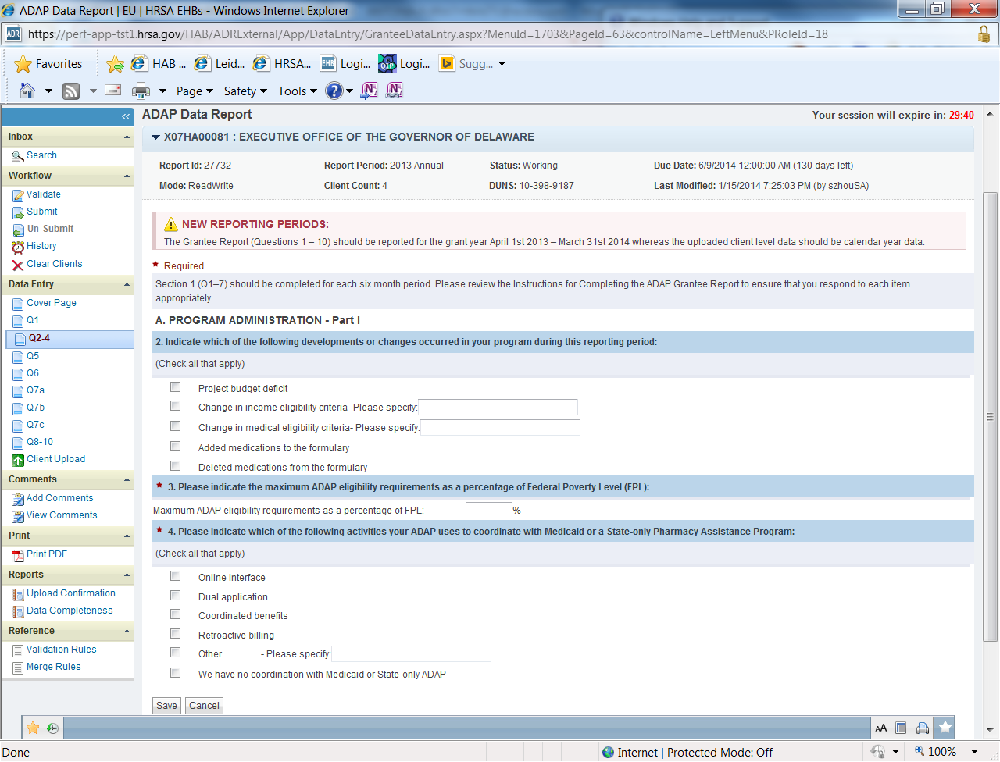 ADAP Data Report | EU | HRSA EHBs - Windows Internet Explorer
ADR https://perf-app-tst1.hrsa.gov/HAB/ADRExternal/App/DataEntry/GranteeDataEntry.aspx?MenuId=1703&PageId=63&controlName=LeftMenu&PRoleId=18
Favorites HAB ... Leid... HRSA... EHB Logi... Logi... Sugg...
Page Safety Tools
«
Inbox
Search
Workflow
Validate
Submit
Un-Submit
History
Clear Clients
Data Entry
Cover Page
Q1
Q2-4
Q5
Q6
Q7a
Q7b
Q7c
Q8-10
Client Upload
Comments
Add Comments
View Comments
Print
Print PDF
Reports
Upload Confirmation
Data Completeness
Reference
Validation Rules
Merge Rules
ADAP Data Report
Your session will expire in: 29:40
X07HA00081 : EXECUTIVE OFFICE OF THE GOVERNOR OF DELAWARE
Report Id: 27732 Report Period: 2013 Annual Status: Working Due Date: 6/9/2014 12:00:00 AM (130 days left)
Mode: ReadWrite Client Count: 4 DUNS: 10-398-9187 Last Modified: 1/15/2014 7:25:03 PM (by szhouSA)
NEW REPORTING PERIODS:
The Grantee Report (Questions 1 – 10) should be reported for the grant year April 1st 2013 – March 31st 2014 whereas the uploaded client level data should be calendar year data.
* Required
Section 1 (Q1–7) should be completed for each six month period. Please review the Instructions for Completing the ADAP Grantee Report to ensure that you respond to each item
appropriately.
A. PROGRAM ADMINISTRATION - Part I
2. Indicate which of the following developments or changes occurred in your program during this reporting period:
(Check all that apply)
Project budget deficit
Change in income eligibility criteria- Please specify:
Change in medical eligibility criteria- Please specify:
Added medications to the formulary
Deleted medications from the formulary
* 3. Please indicate the maximum ADAP eligibility requirements as a percentage of Federal Poverty Level (FPL):
Maximum ADAP eligibility requirements as a percentage of FPL: %
* 4. Please indicate which of the following activities your ADAP uses to coordinate with Medicaid or a State-only Pharmacy Assistance Program:
(Check all that apply)
Online interface
Dual application
Coordinated benefits
Retroactive billing
Other - Please specify:
We have no coordination with Medicaid or State-only ADAP
Save Cancel
AA
Done Internet | Protected Mode: Off 100%